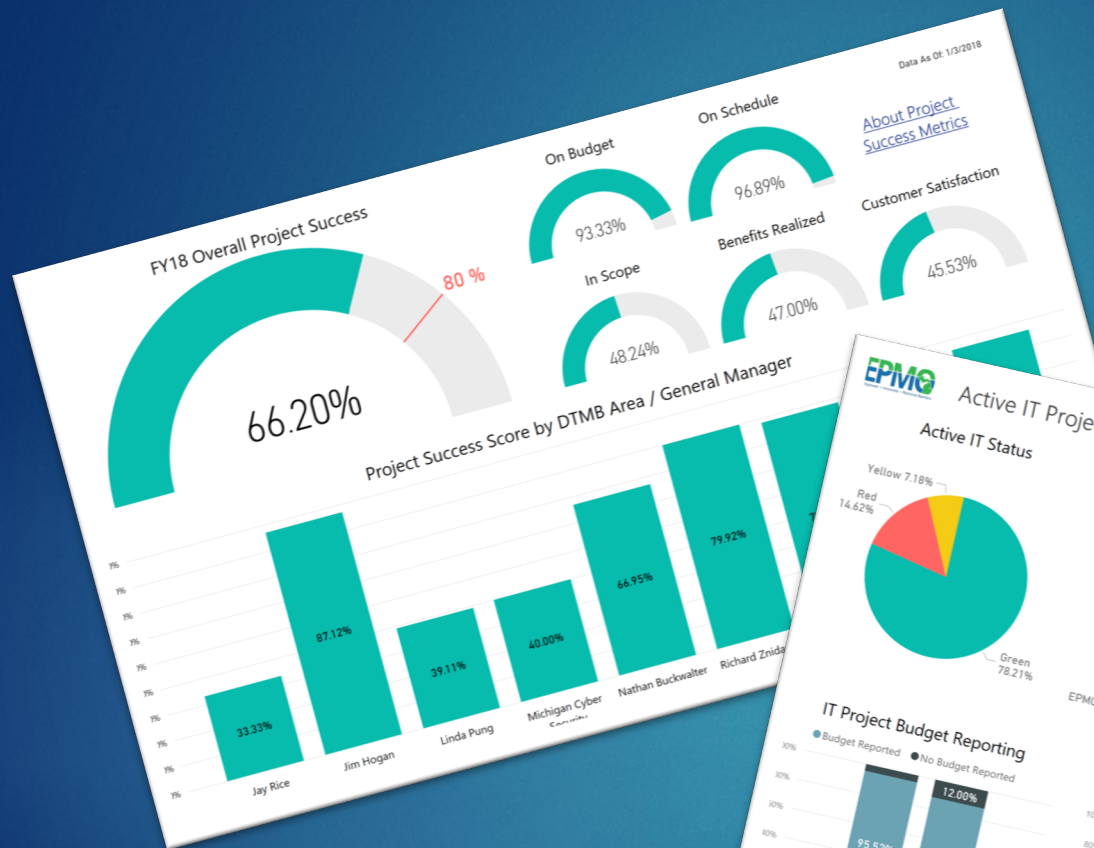 Data As Of: 1/3/2018
About Project
Success Metrics
FY18 Overall Project Success
80 %
66.20%
On Budget
93.33%
On Schedule
96.89%
In Scope
48.24%
Benefits Realized
47.00%
Customer Satisfaction
45.53%
Project Success Score by DTMB Area / General Manager
33.33%
87.12%
39.11%
40.00%
66.95%
79.92%
Jay Rice
Jim Hogan
Linda Pung
Michigan Cyber
Security
Nathan Buckwalter
Richard
EPMO
Active IT
Active IT Status
Yellow 7.18%
Red
14.62%
Green
78.21%
IT Project Budget Reporting
Budget Reported
No Budget Reported
12.00%